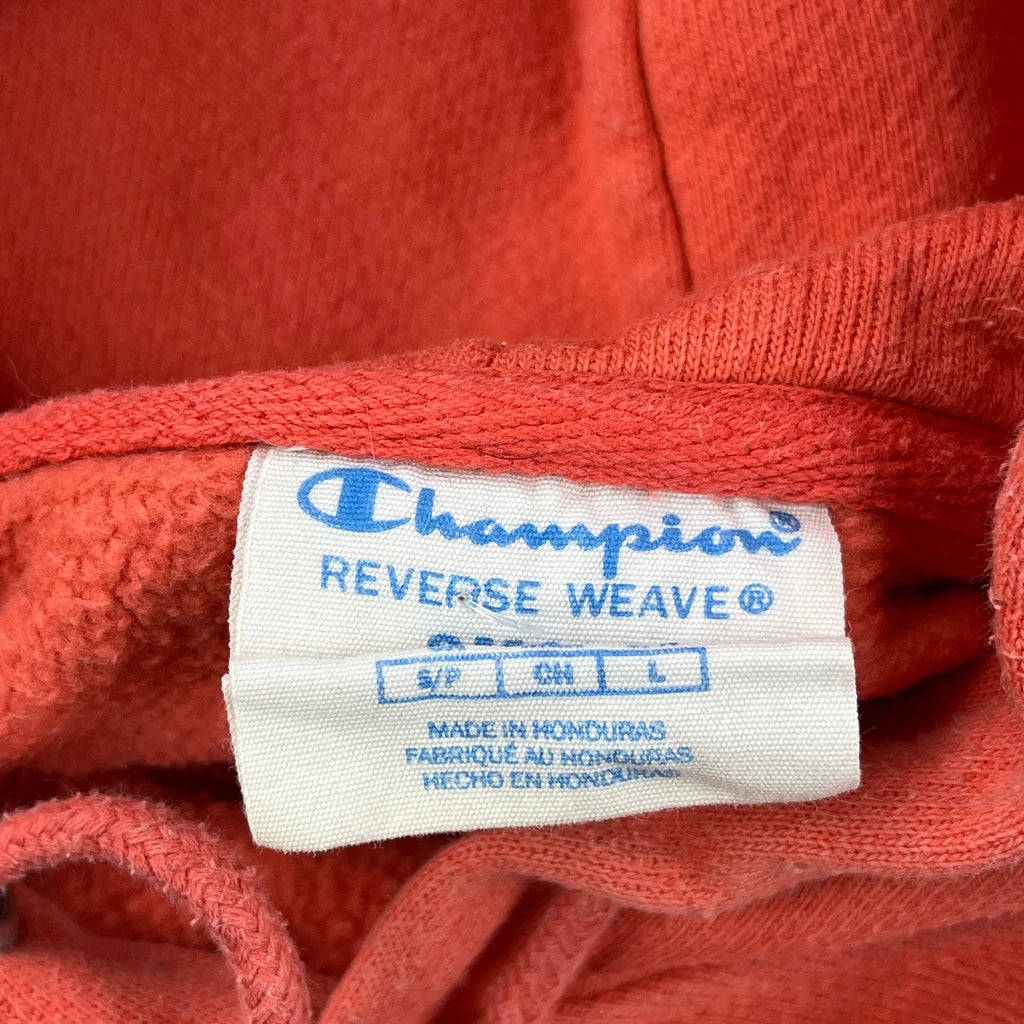 Champion®
REVERSE WEAVE®
S/P CH L
MADE IN HONDURAS
FABRIQUÉ AU HONDURAS
HECHO EN HONDURAS